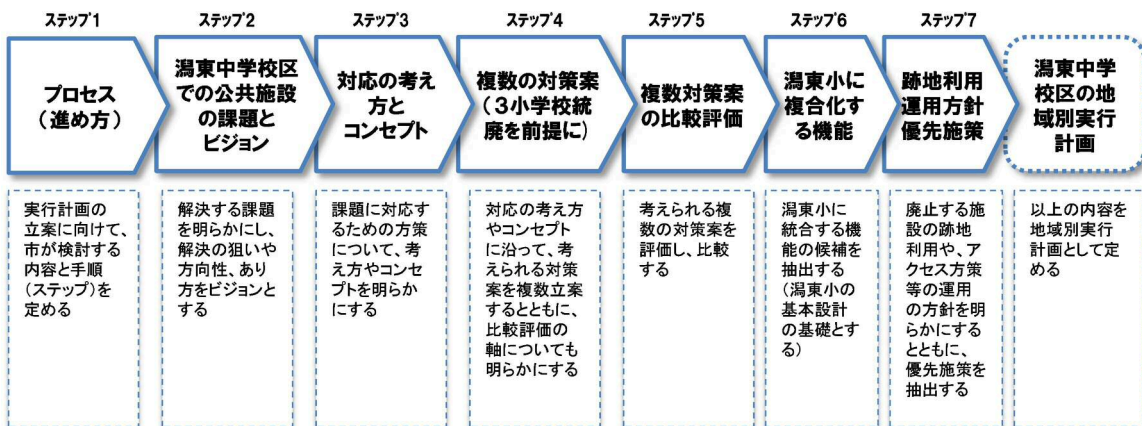 ステップ1
ステップ2
ステップ3
ステップ4
ステップ5
ステップ6
ステップ7
プロセス
（進め方）
潟東中学校区
での公共施設
の課題と
ビジョン
対応の考え
方と
コンセプト
複数の対策案
（３小学校統
廃を前提に）
複数対策案
の比較評価
潟東小に
複合化す
る機能
跡地利用
運用方針
優先施策
潟東中学
校区の地
域別実行
計画
実行計画の
立案に向けて、
市が検討する
内容と手順
（ステップ）を
定める
解決する課題
を明らかにし、
解決の狙いや
方向性、あり
方をビジョンと
する
課題に対応す
るための方策
について、考
え方やコンセ
プトを明らか
にする
対応の考え方
やコンセプト
に沿って、考
えられる対策
案を複数立案
するとともに、
比較評価の
軸についても
明らかにする
考えられる複
数の対策案を
評価し、比較
する
潟東小に
統合する機
能の候補を
抽出する
（潟東小の
基本設計
の基礎とす
る）
廃止する施
設の跡地
利用や、ア
クセス方策
等の運用
の方針を明
らかにする
とともに、
優先施策を
抽出する
以上の内容を
地域別実行
計画として定
める